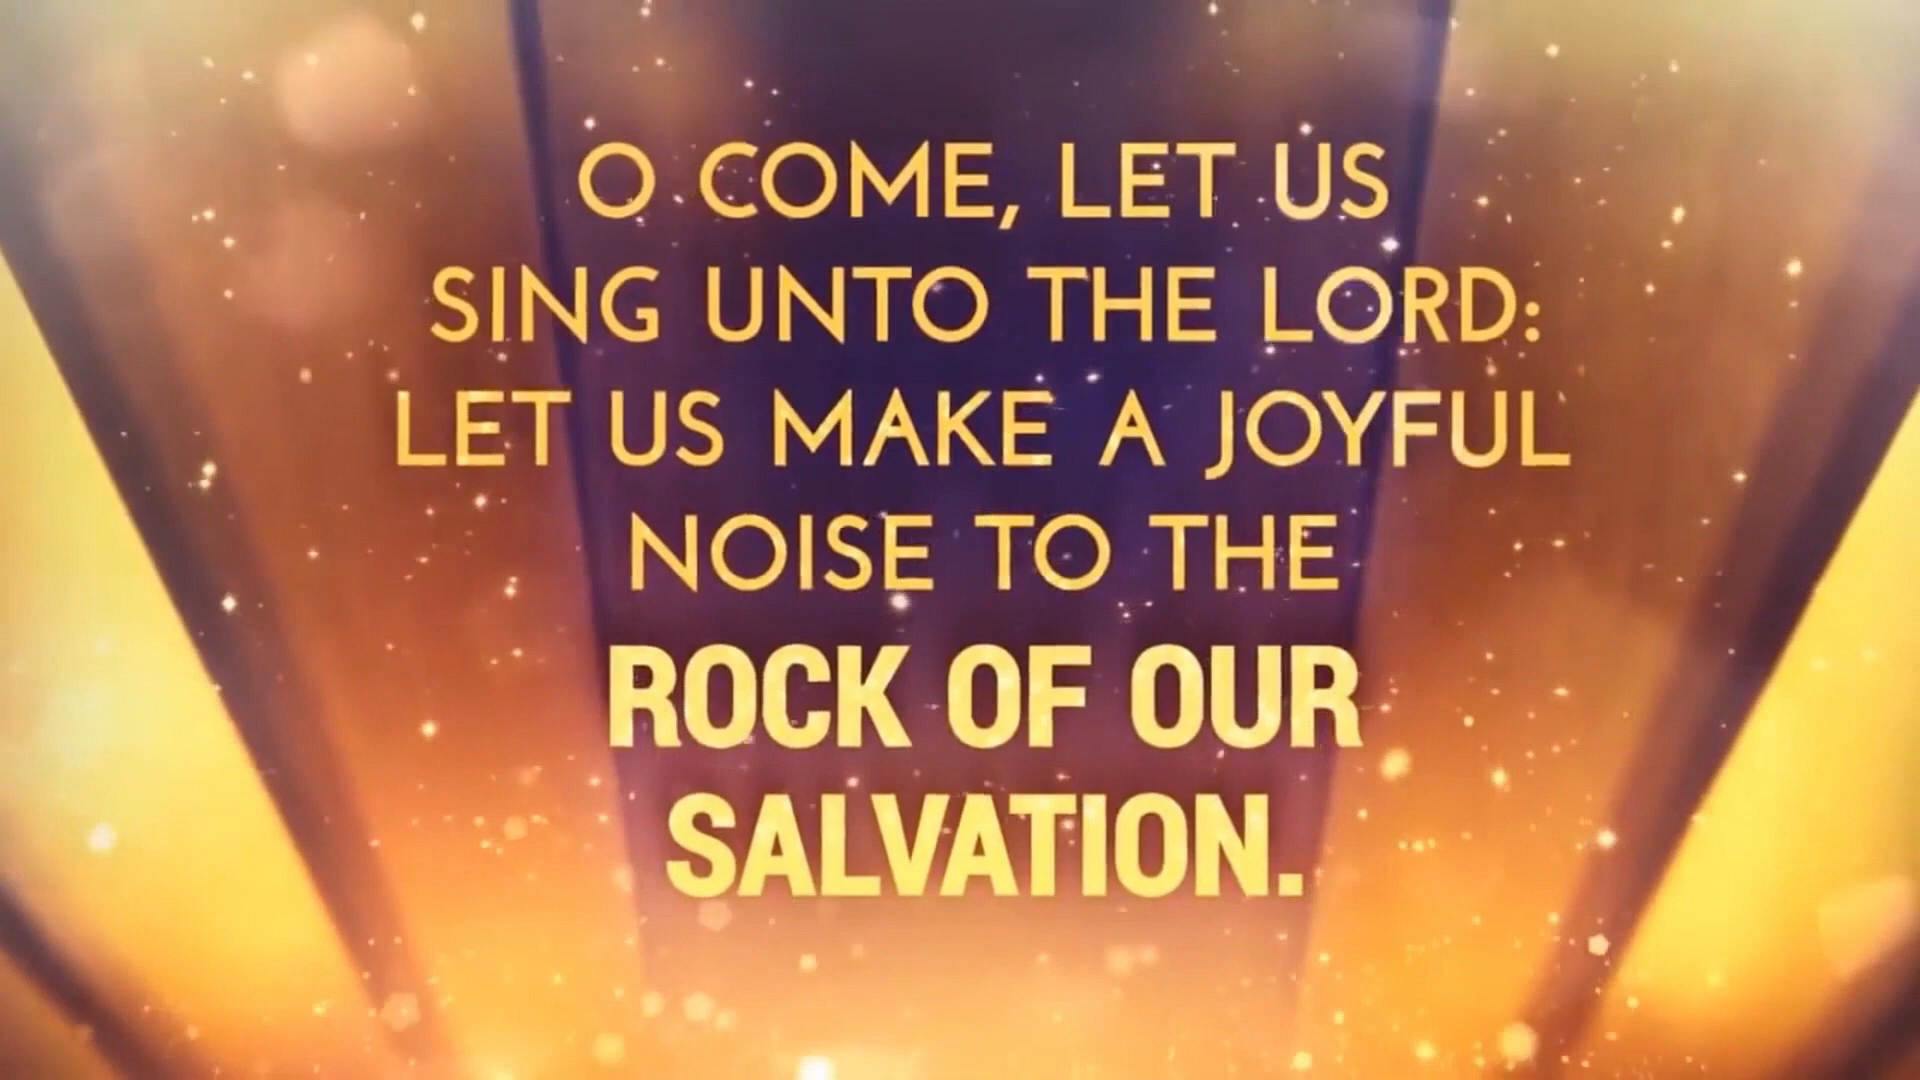 O COME, LET US
SING UNTO THE LORD:
LET US MAKE A JOYFUL
NOISE TO THE
ROCK OF OUR
SALVATION.